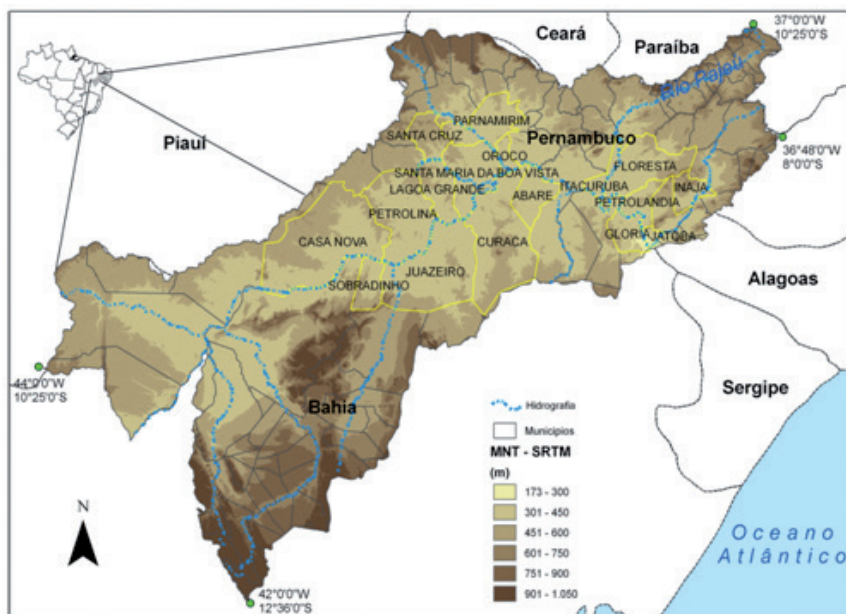 37°0'0"W
10°25'0"S
Ceará
Paraíba
Rio Pajeú
Piauí
PARNAMIRIM
SANTA CRUZ
Pernambuco
36°48'0"W
8°0'0"S
OROCO
FLORESTA
SANTA MARIA DA BOA VISTA
LAGOA GRANDE
ITACURUBA
INAJA
ABARE
PETROLANDIA
PETROLINA
GLORIA
JATOBA
CASA NOVA
CURACA
JUAZEIRO
SOBRADINHO
Alagoas
44°0'0"W
10°25'0"S
Sergipe
Bahia
Hidrografia
Municipios
MNT - SRTM
(m)
173 - 300
301 - 450
451 - 600
601 - 750
751 - 900
901 - 1.050
N
Oceano
Atlântico
42°0'0"W
12°36'0"S